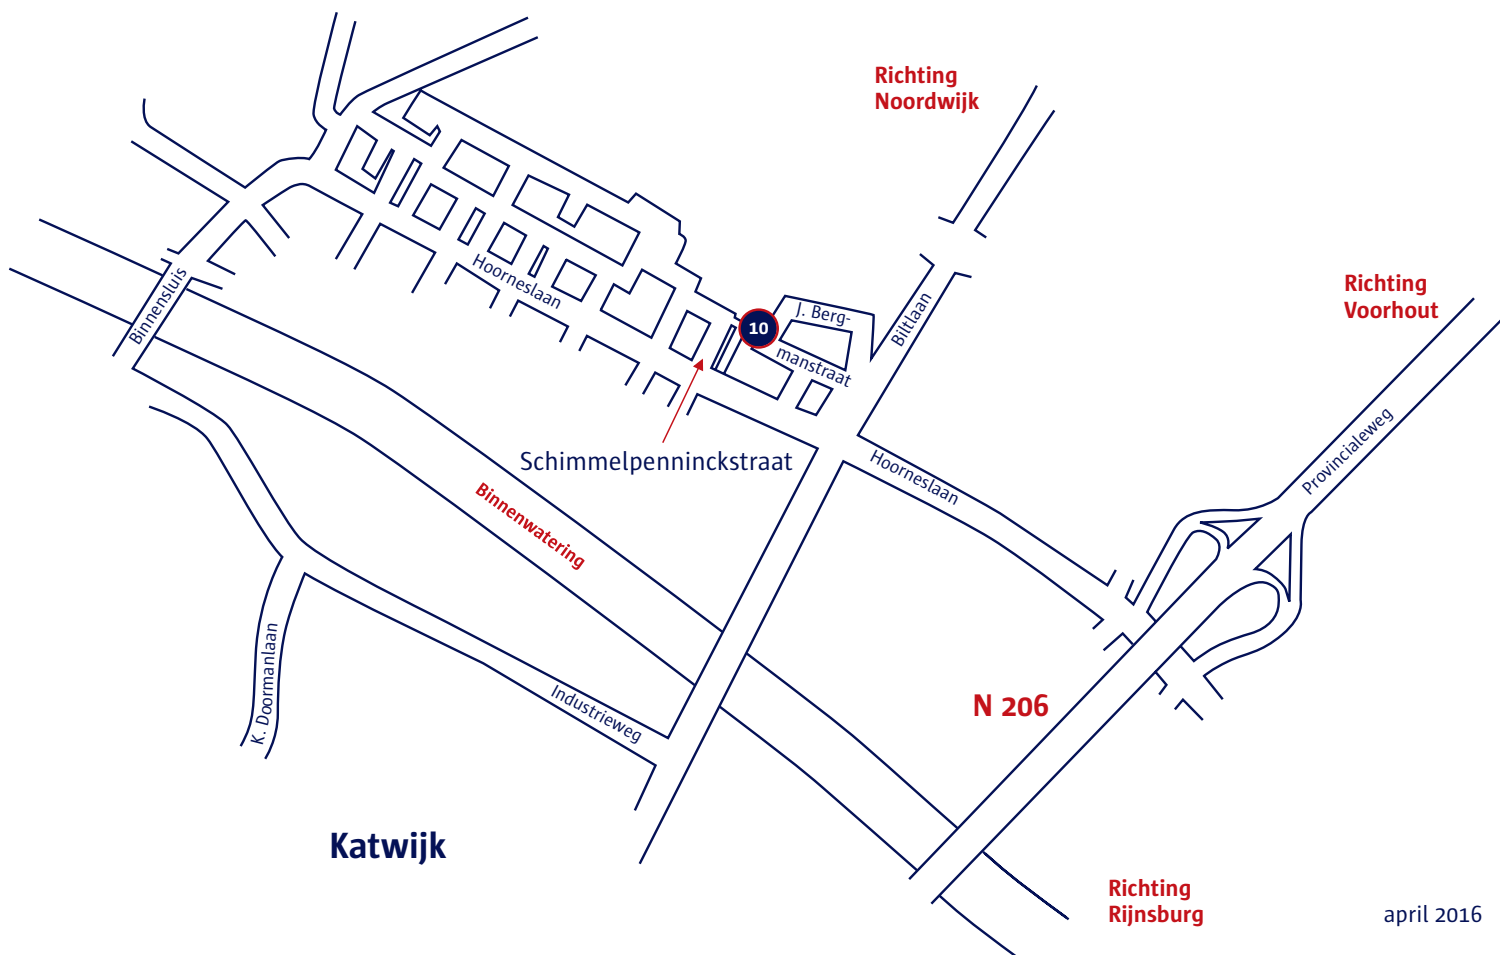 Richting
Noordwijk
Richting
Voorhout
Binnensluis
Hoorneslaan
10
J. Berg-
manstraat
Biltlaan
Schimmelpenninckstraat
Hoorneslaan
Provincialeweg
Binnenwatering
K. Doormanlaan
Industrieweg
N 206
Katwijk
Richting
Rijnsburg
april 2016